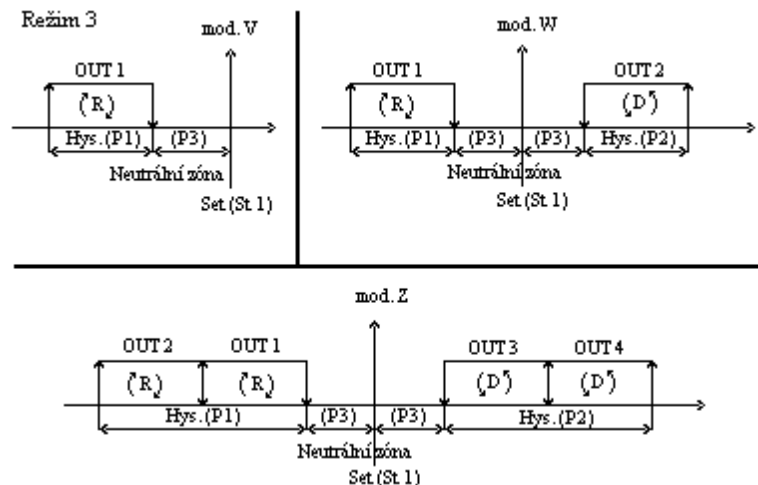 Režim 3
mod. V
OUT 1
(R)
Hys.(P1) (P3)
Neutrální zóna
Set (St 1)
mod. W
OUT 1 OUT 2
(R) (D)
Hys.(P1) (P3) (P3) Hys.(P2)
Neutrální zóna
Set (St 1)
mod. Z
OUT 2 OUT 1 OUT 3 OUT 4
(R) (R) (D) (D)
Hys.(P1) (P3) (P3) Hys.(P2)
Neutrální zóna
Set (St 1)